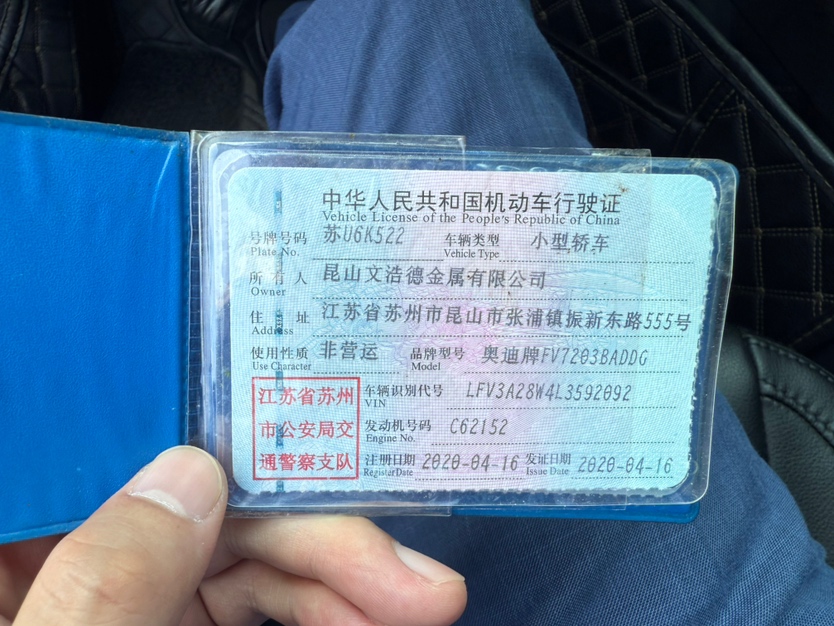 中华人民共和国机动车行驶证
Vehicle License of the People's Republic of China
号牌号码 苏U6K522 车辆类型 小型轿车
Plate No. Vehicle Type
所有人 昆山文浩德金属有限公司
Owner
住址 江苏省苏州市昆山市张浦镇振新东路555号
Address
使用性质 非营运 品牌型号 奥迪牌FV7203BADDG
Use Character Model
江苏省苏州
市公安局交
通警察支队
车辆识别代号 LFV3A28W4L3592092
VIN
发动机号码 C62152
Engine No.
注册日期 2020-04-16 发证日期 2020-04-16
Register Date Issue Date